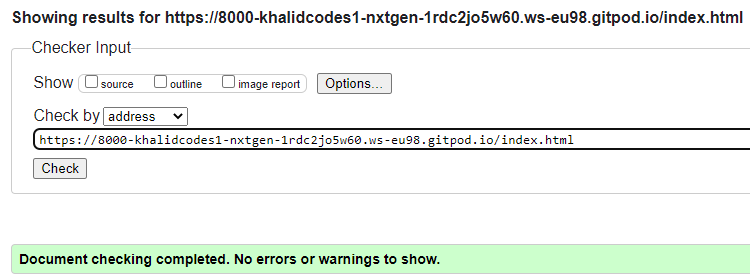 Showing results for https://8000-khalidcodes1-nxtgen-1rdc2jo5w60.ws-eu98.gitpod.io/index.html
Checker Input
Show source outline image report Options...
Check by address
https://8000-khalidcodes1-nxtgen-1rdc2jo5w60.ws-eu98.gitpod.io/index.html
Check
Document checking completed. No errors or warnings to show.